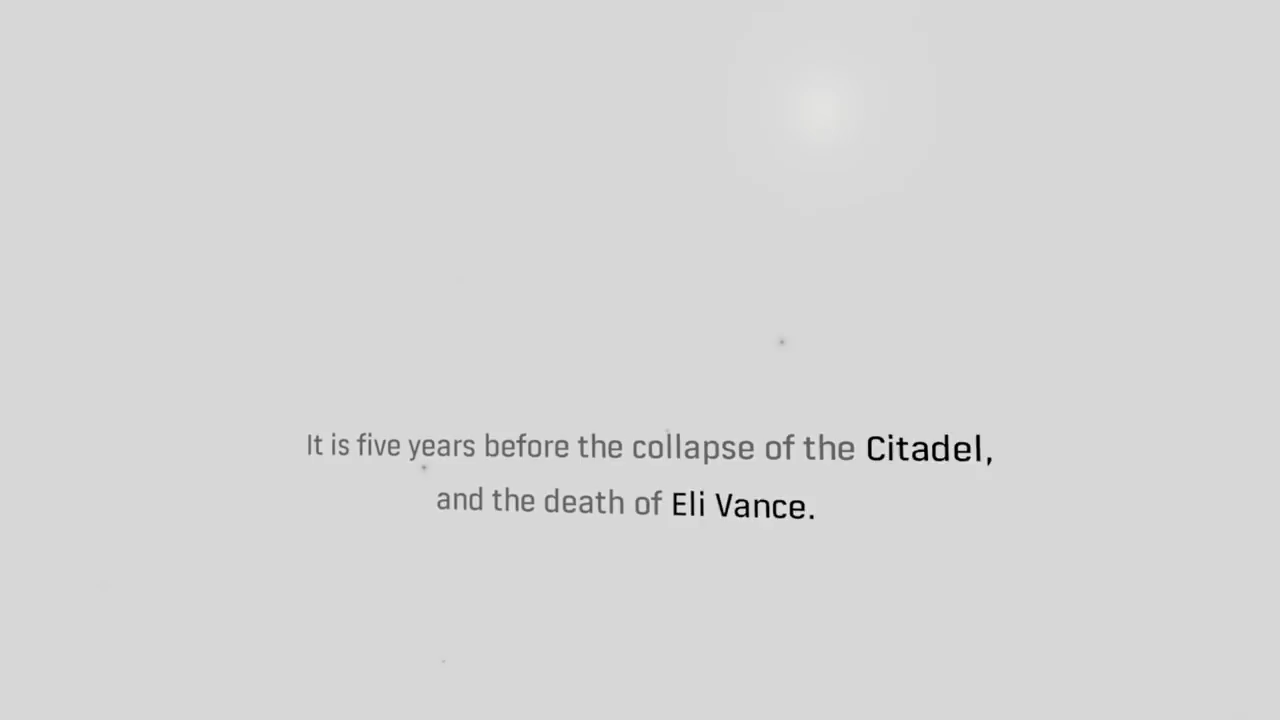 It is five years before the collapse of the Citadel,
and the death of Eli Vance.